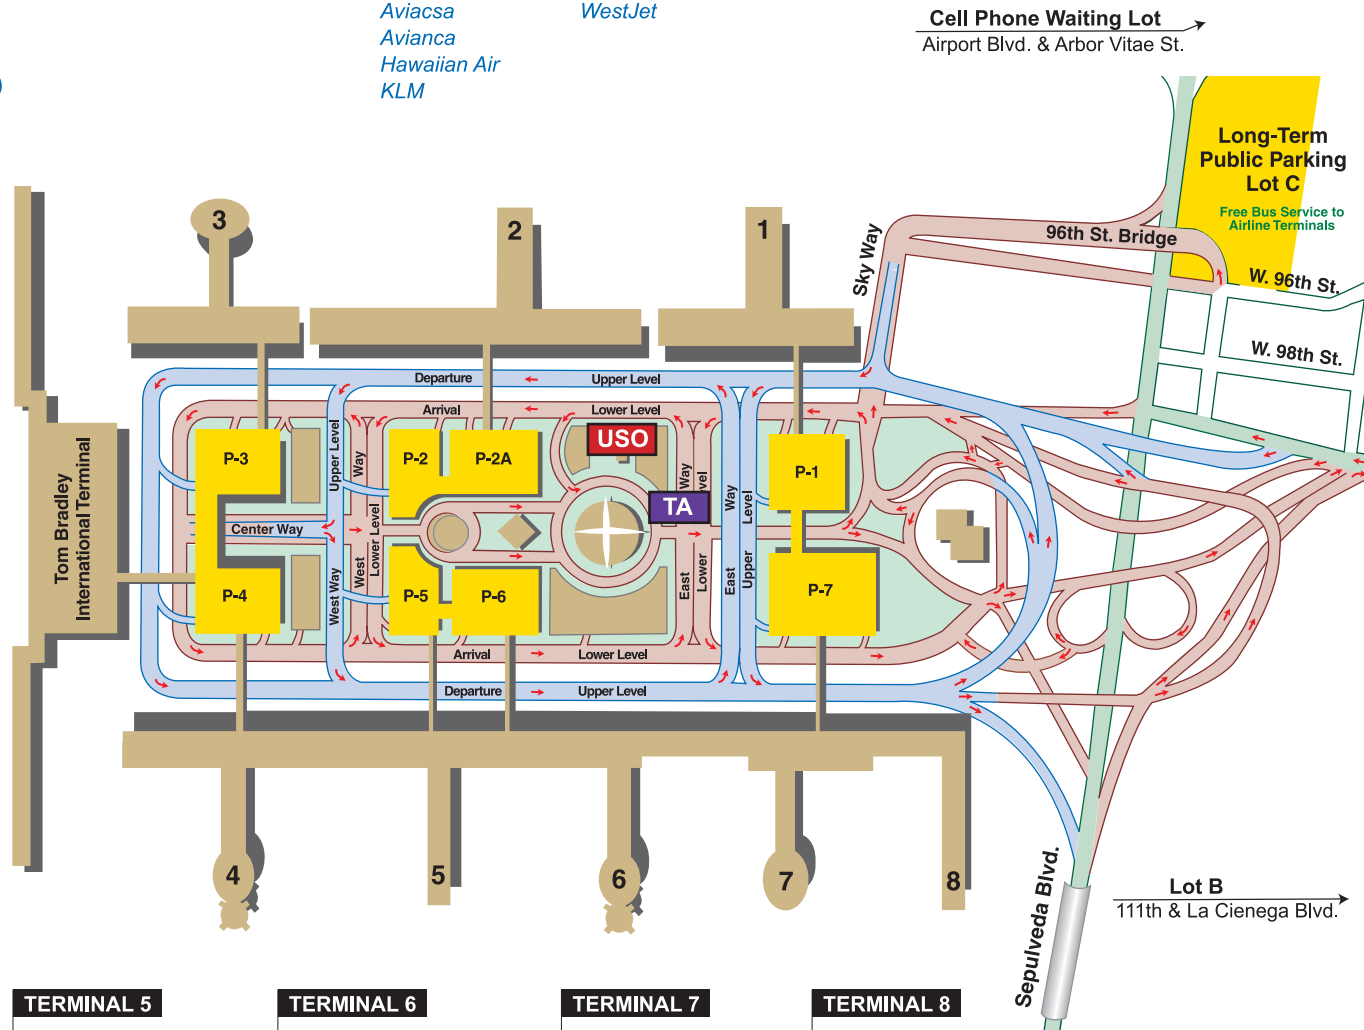 Aviacsa
WestJet
Avianca
Hawaiian Air
KLM
Cell Phone Waiting Lot
Airport Blvd. & Arbor Vitae St.
Long-Term
Public Parking
Lot C
Free Bus Service to
Airline Terminals
3
2
1
Sky Way
96th St. Bridge
W. 96th St.
W. 98th St.
Departure
Upper Level
Arrival
Lower Level
USO
P-3
P-2
P-2A
P-1
TA
Upper Level
West Way
West Way
Lower Level
Center Way
East Way
Lower Level
East Way
Upper Level
Tom Bradley
International Terminal
P-4
P-5
P-6
P-7
Arrival
Lower Level
Departure
Upper Level
4
5
6
7
8
Sepulveda Blvd.
Lot B
111th & La Cienega Blvd.
TERMINAL 5
TERMINAL 6
TERMINAL 7
TERMINAL 8